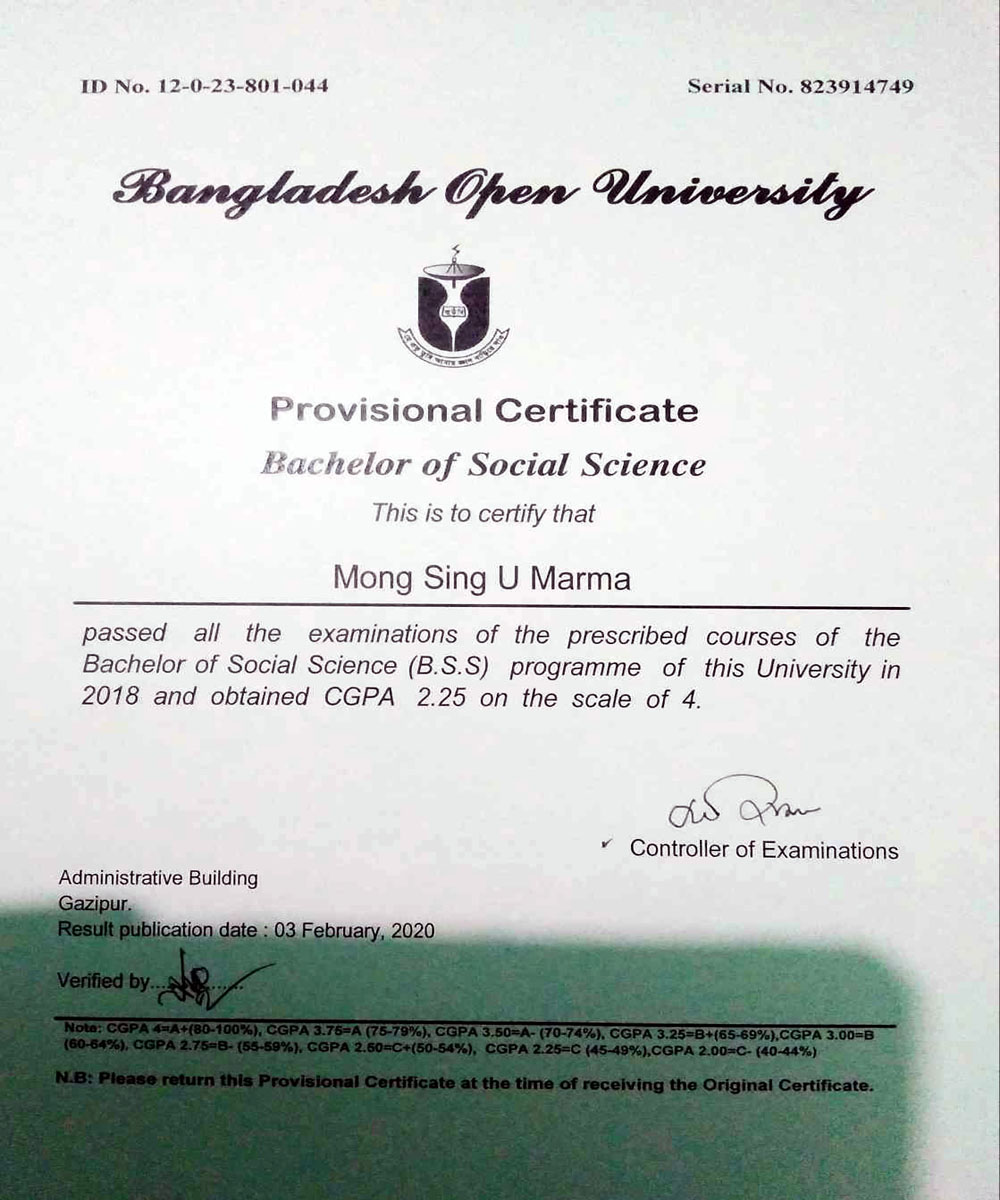 ID No. 12-0-23-801-044
Serial No. 823914749
Bangladesh Open University
বাউবি
Provisional Certificate
Bachelor of Social Science
This is to certify that
Mong Sing U Marma
passed all the examinations of the prescribed courses of the
Bachelor of Social Science (B.S.S) programme of this University in
2018 and obtained CGPA 2.25 on the scale of 4.
Controller of Examinations
Administrative Building
Gazipur.
Result publication date : 03 February, 2020
Verified by..........
Note: CGPA 4=A+(80-100%), CGPA 3.75=A (75-79%), CGPA 3.50=A- (70-74%), CGPA 3.25=B+(65-69%),CGPA 3.00=B
(60-64%), CGPA 2.75=B- (55-59%), CGPA 2.50=C+(50-54%), CGPA 2.25=C (45-49%),CGPA 2.00=C- (40-44%)
N.B: Please return this Provisional Certificate at the time of receiving the Original Certificate.